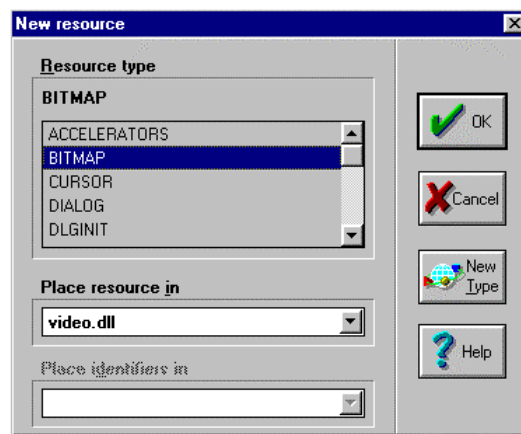 New resource
Resource type
BITMAP
ACCELERATORS
BITMAP
CURSOR
DIALOG
DLGINIT
Place resource in
video.dll
Place identifiers in
OK
Cancel
New
Type
Help